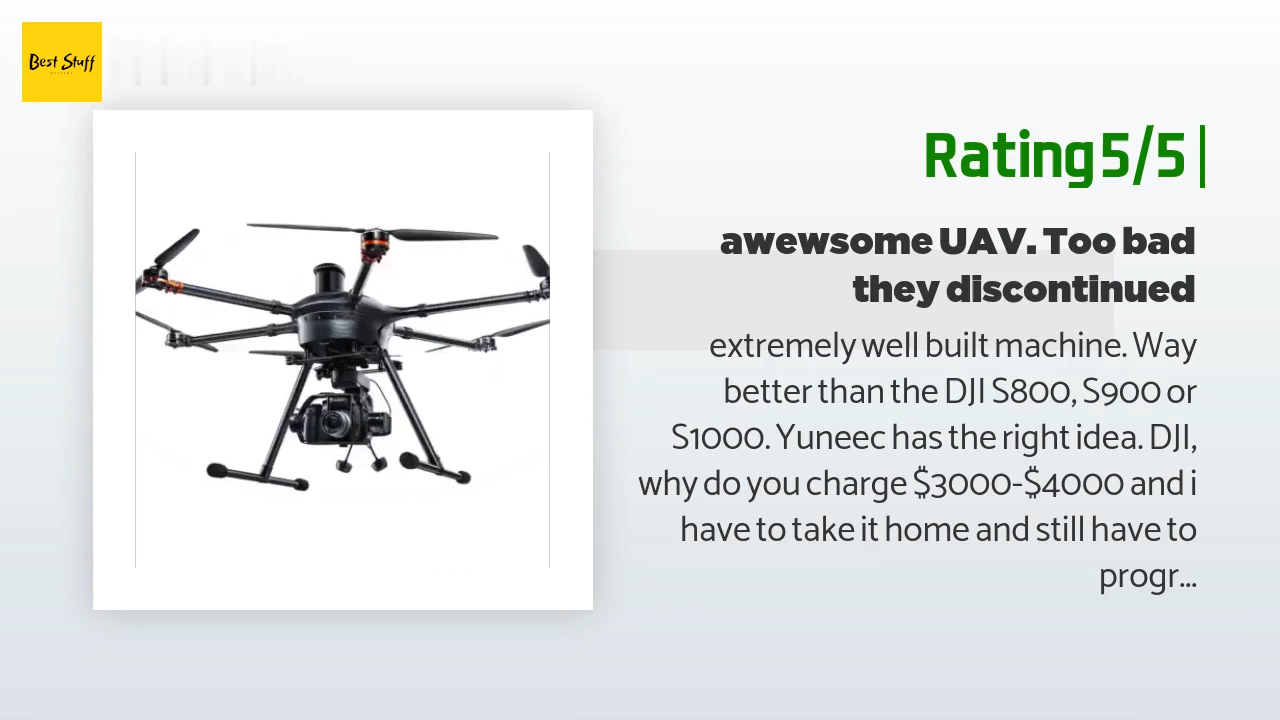 Best Stuff
Rating 5/5
awewsome UAV. Too bad
they discontinued
extremely well built machine. Way
better than the DJI S800, S900 or
S1000. Yuneec has the right idea. DJI,
why do you charge $3000-$4000 and i
have to take it home and still have to
progr...